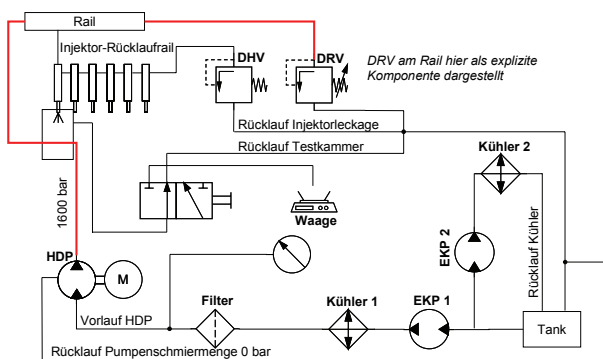 Rail
Injektor-Rücklaufrail
DHV
DRV
DRV am Rail hier als explizite
Komponente dargestellt
Rücklauf Injektorleckage
Rücklauf Testkammer
Kühler 2
1600 bar
Waage
EKP 2
Rücklauf Kühler
HDP
M
Filter
Kühler 1
EKP 1
Vorlauf HDP
Tank
Rücklauf Pumpenschmiermenge 0 bar